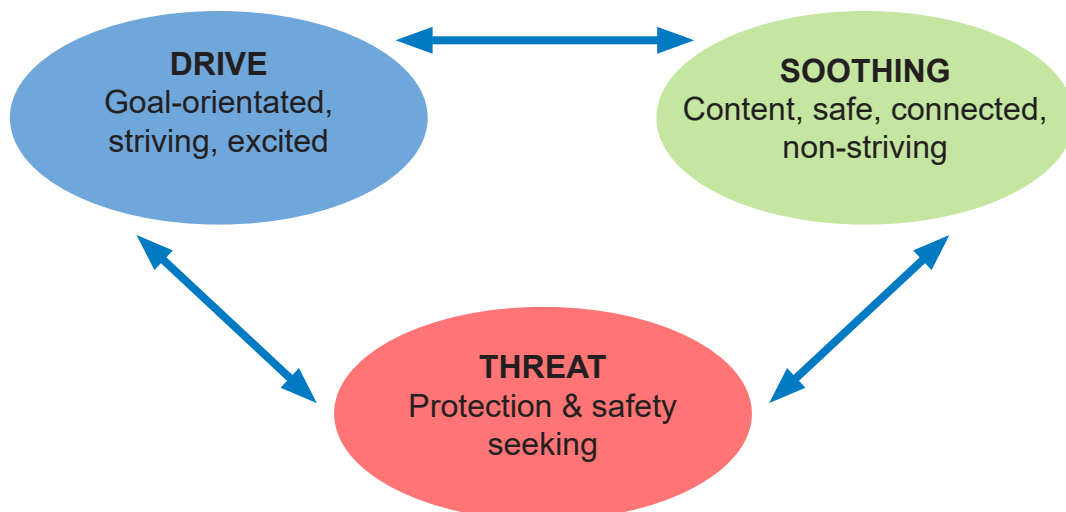 DRIVE
Goal-orientated,
striving, excited
SOOTHING
Content, safe, connected,
non-striving
THREAT
Protection & safety
seeking